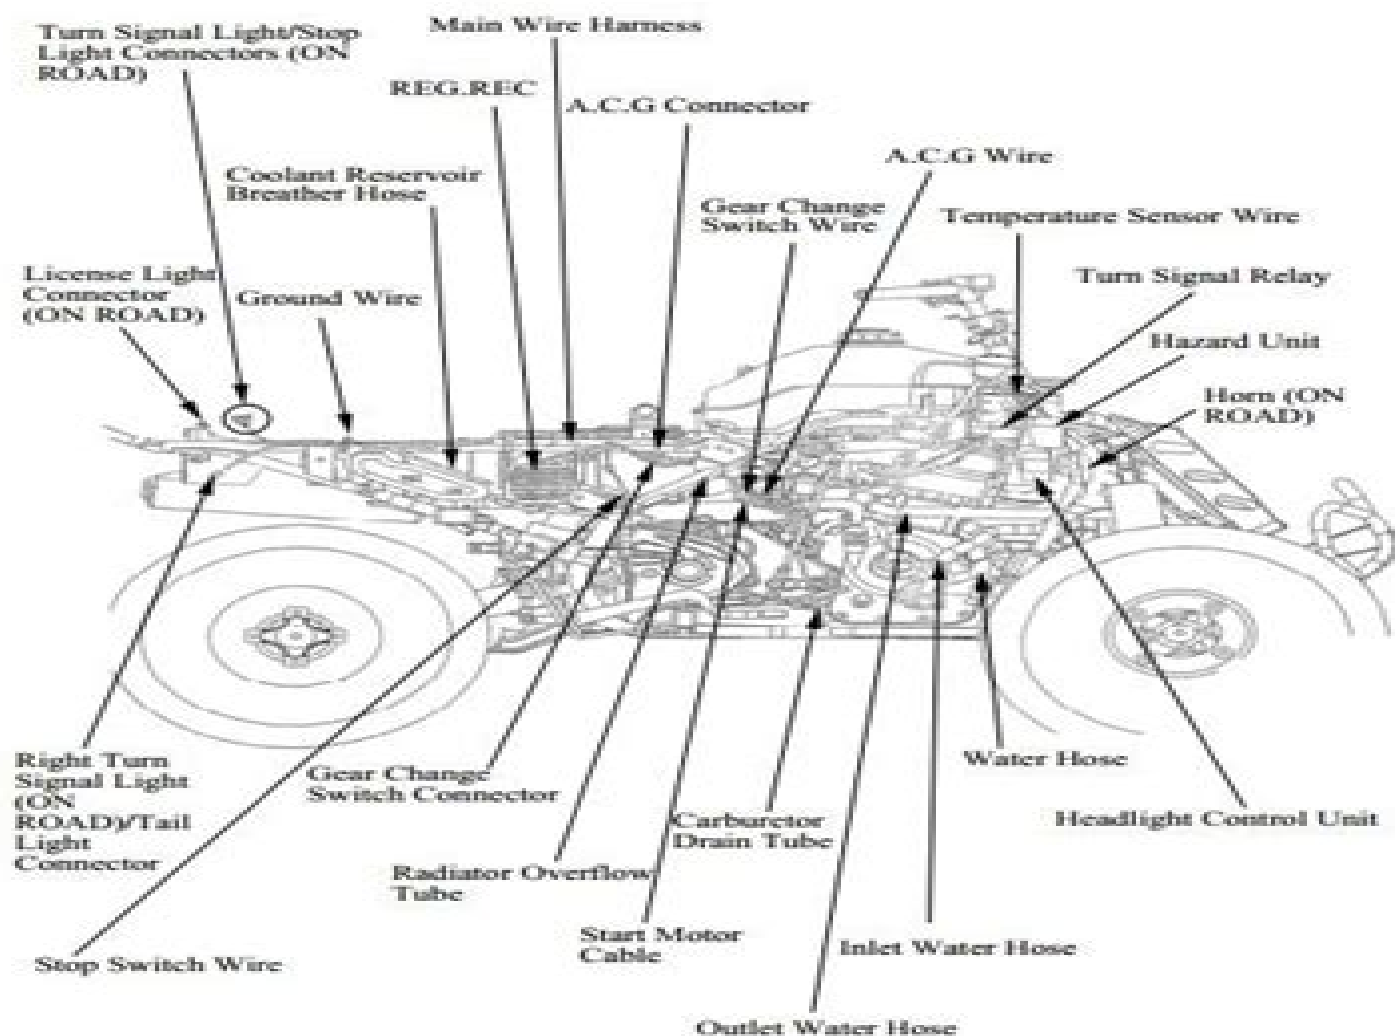 Turn Signal Light/Stop
Light Connectors (ON
ROAD)
Main Wire Harness
REG.REC
A.C.G Connector
A.C.G Wire
Coolant Reservoir
Breather Hose
Gear Change
Switch Wire
Temperature Sensor Wire
License Light
Connector
(ON ROAD)
Ground Wire
Turn Signal Relay
Hazard Unit
Horn (ON
ROAD)
Right Turn
Signal Light
(ON
ROAD)/Tail
Light
Connector
Gear Change
Switch Connector
Water Hose
Carburetor
Drain Tube
Headlight Control Unit
Radiator Overflow
Tube
Start Motor
Cable
Inlet Water Hose
Stop Switch Wire
Outlet Water Hose